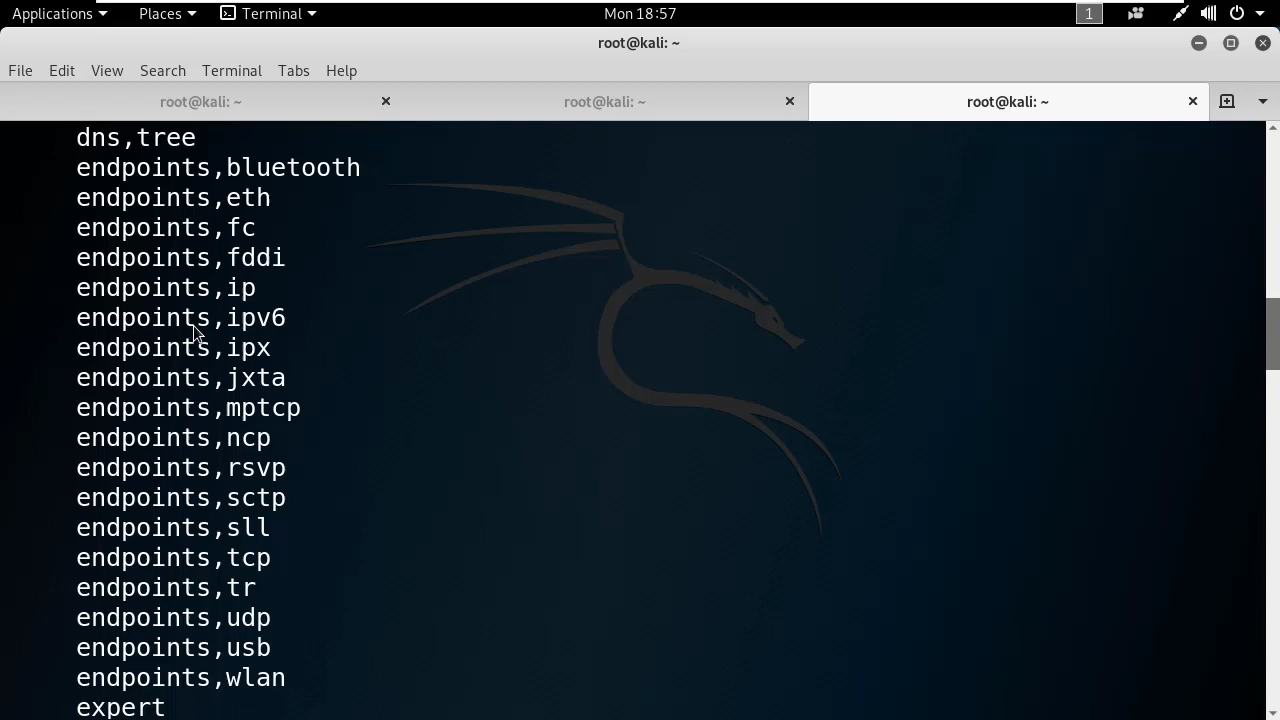 Applications Places Terminal Mon 18:57 1
root@kali: ~
File Edit View Search Terminal Tabs Help
root@kali: ~ root@kali: ~ root@kali: ~
dns,tree
endpoints,bluetooth
endpoints,eth
endpoints,fc
endpoints,fddi
endpoints,ip
endpoints,ipv6
endpoints,ipx
endpoints,jxta
endpoints,mptcp
endpoints,ncp
endpoints,rsvp
endpoints,sctp
endpoints,sll
endpoints,tcp
endpoints,tr
endpoints,udp
endpoints,usb
endpoints,wlan
expert